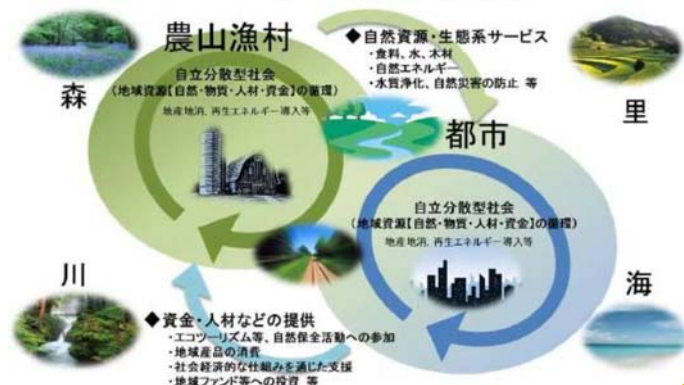 農山漁村
森
自立分散型社会
(地域資源【自然・物質・人材・資金】の循環)
地産地消、再生エネルギー導入等
◆自然資源・生態系サービス
・食料、水、木材
・自然エネルギー
・水質浄化、自然災害の防止 等
里
都市
自立分散型社会
(地域資源【自然・物質・人材・資金】の循環)
地産地消、再生エネルギー導入等
川
◆資金・人材などの提供
・エコツーリズム等、自然保全活動への参加
・地域産品の消費
・社会経済的な仕組みを通じた支援
・地域ファンド等への投資 等
海